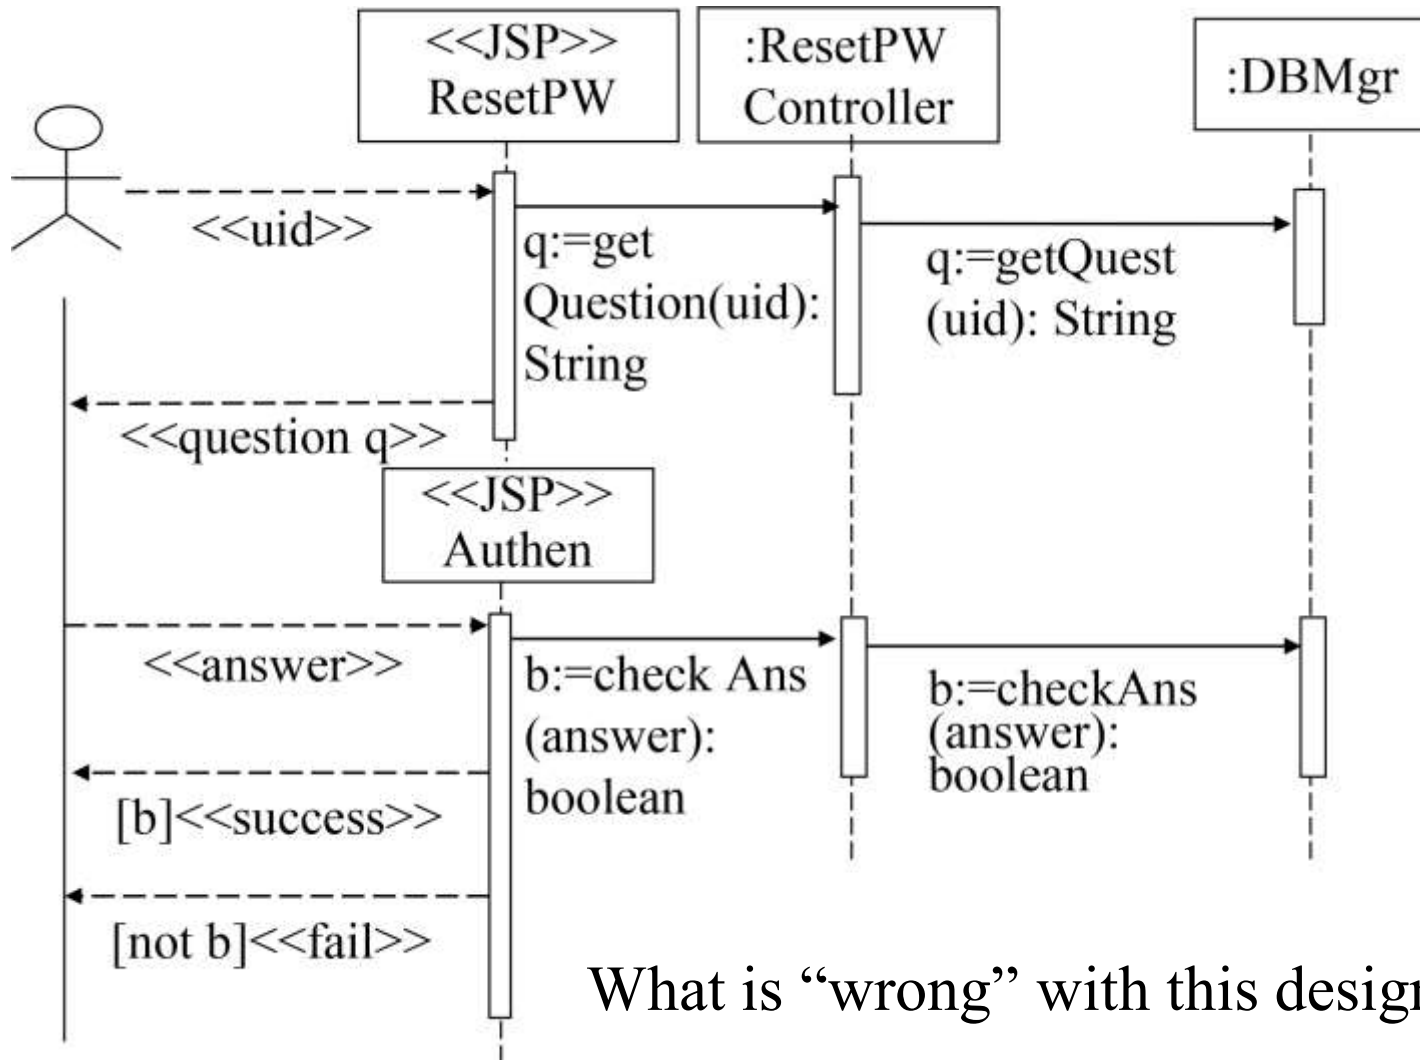 <<JSP>>
ResetPW
:ResetPW
Controller
:DBMgr
<<uid>>
q:=get
Question(uid):
String
q:=getQuest
(uid): String
<<question q>>
<<JSP>>
Authen
<<answer>>
b:=check Ans
(answer):
boolean
b:=checkAns
(answer):
boolean
[b]<<success>>
[not b]<<fail>>
What is “wrong” with this design